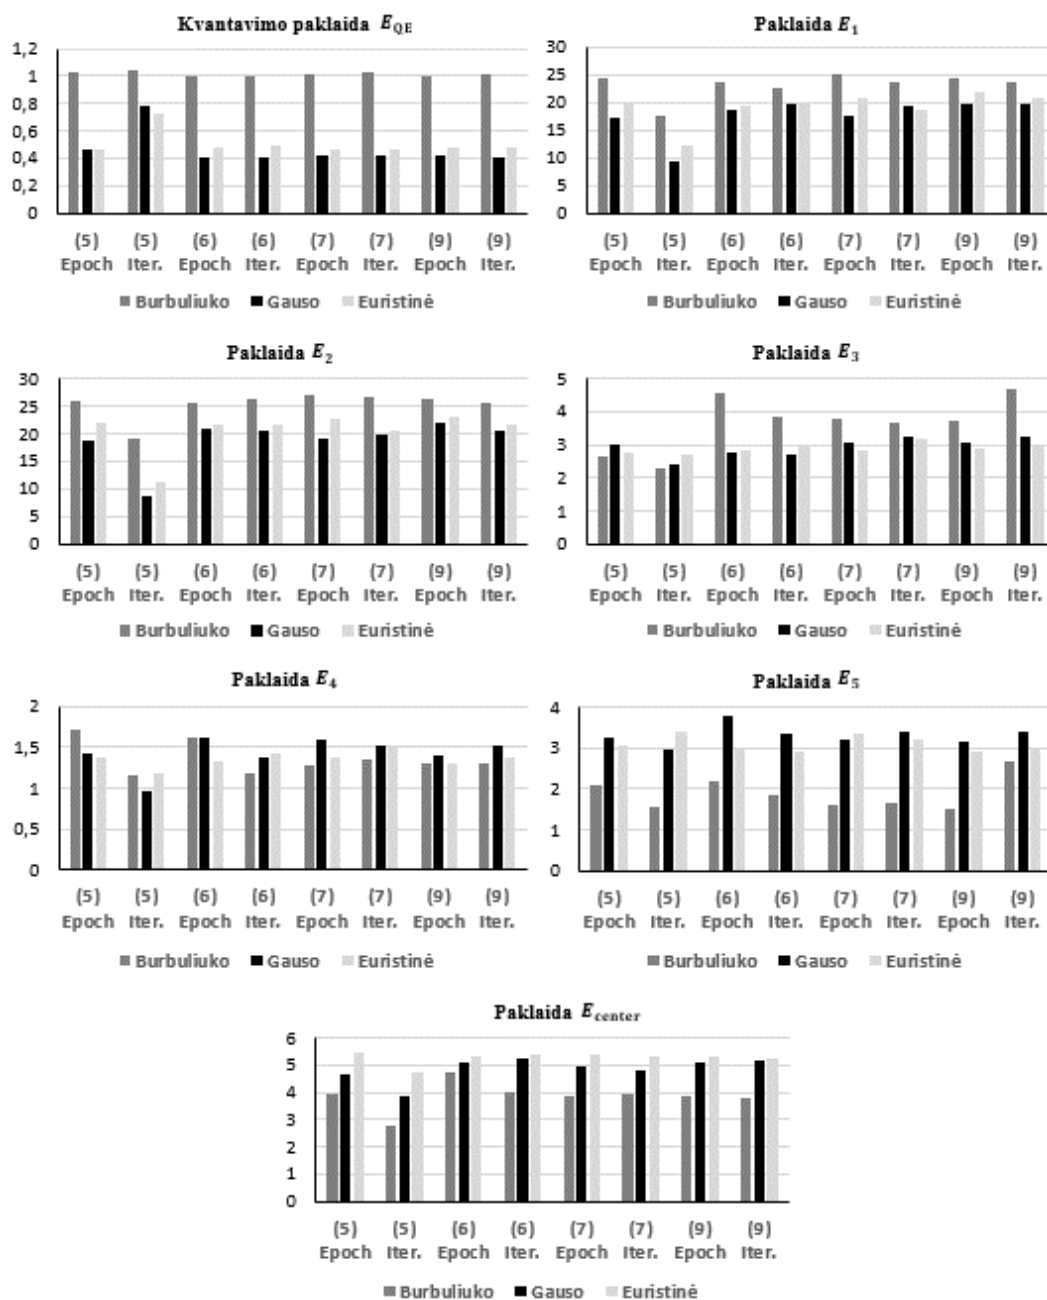 Kvantavimo paklaida E_QE
1,2
1
0,8
0,6
0,4
0,2
0
(5) (5) (6) (6) (7) (7) (9) (9)
Epoch Iter. Epoch Iter. Epoch Iter. Epoch Iter.
Burbuliuko Gauso Euristinė
Paklaida E_1
30
25
20
15
10
5
0
(5) (5) (6) (6) (7) (7) (9) (9)
Epoch Iter. Epoch Iter. Epoch Iter. Epoch Iter.
Burbuliuko Gauso Euristinė
Paklaida E_2
30
25
20
15
10
5
0
(5) (5) (6) (6) (7) (7) (9) (9)
Epoch Iter. Epoch Iter. Epoch Iter. Epoch Iter.
Burbuliuko Gauso Euristinė
Paklaida E_3
5
4
3
2
1
0
(5) (5) (6) (6) (7) (7) (9) (9)
Epoch Iter. Epoch Iter. Epoch Iter. Epoch Iter.
Burbuliuko Gauso Euristinė
Paklaida E_4
2
1,5
1
0,5
0
(5) (5) (6) (6) (7) (7) (9) (9)
Epoch Iter. Epoch Iter. Epoch Iter. Epoch Iter.
Burbuliuko Gauso Euristinė
Paklaida E_5
4
3
2
1
0
(5) (5) (6) (6) (7) (7) (9) (9)
Epoch Iter. Epoch Iter. Epoch Iter. Epoch Iter.
Burbuliuko Gauso Euristinė
Paklaida E_center
6
5
4
3
2
1
0
(5) (5) (6) (6) (7) (7) (9) (9)
Epoch Iter. Epoch Iter. Epoch Iter. Epoch Iter.
Burbuliuko Gauso Euristinė